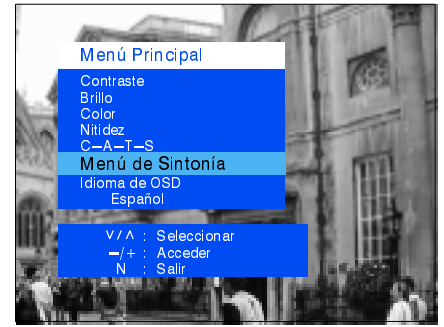 Menú Principal
Contraste
Brillo
Color
Nitidez
C–A–T–S
Menú de Sintonía
Idioma de OSD
Español
∨/∧ : Seleccionar
–/+ : Acceder
N : Salir